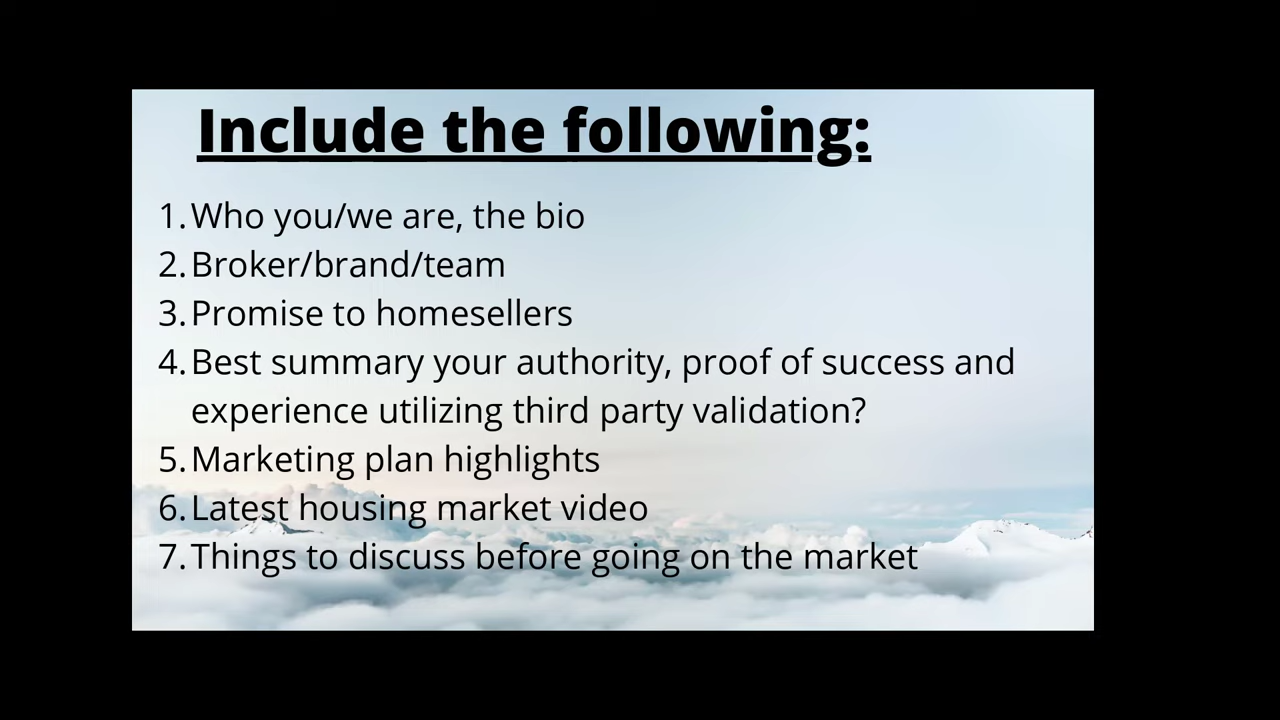 Include the following:
1. Who you/we are, the bio
2. Broker/brand/team
3. Promise to homesellers
4. Best summary your authority, proof of success and
experience utilizing third party validation?
5. Marketing plan highlights
6. Latest housing market video
7. Things to discuss before going on the market